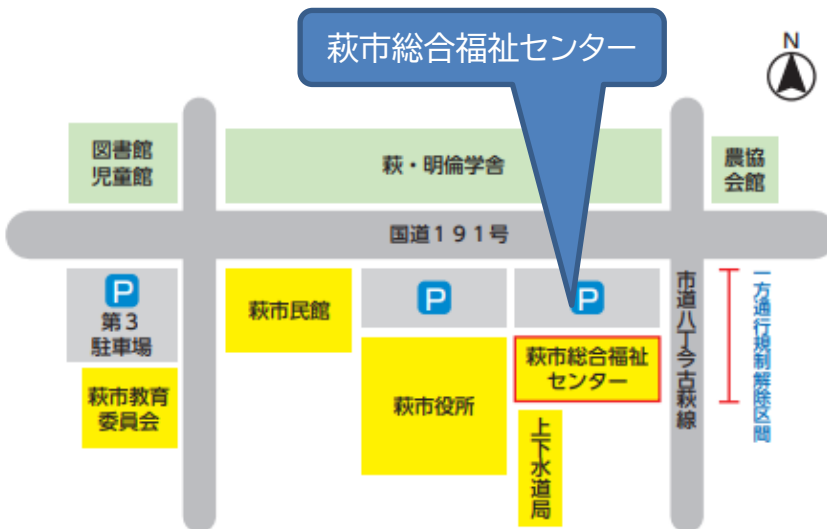 萩市総合福祉センター
N
図書館
児童館
萩・明倫学舎
農協
会館
国道191号
P
第3
駐車場
萩市民館
P
P
市道八丁今古萩線
一方通行規制解除区間
萩市教育
委員会
萩市役所
萩市総合福祉
センター
上下水道局